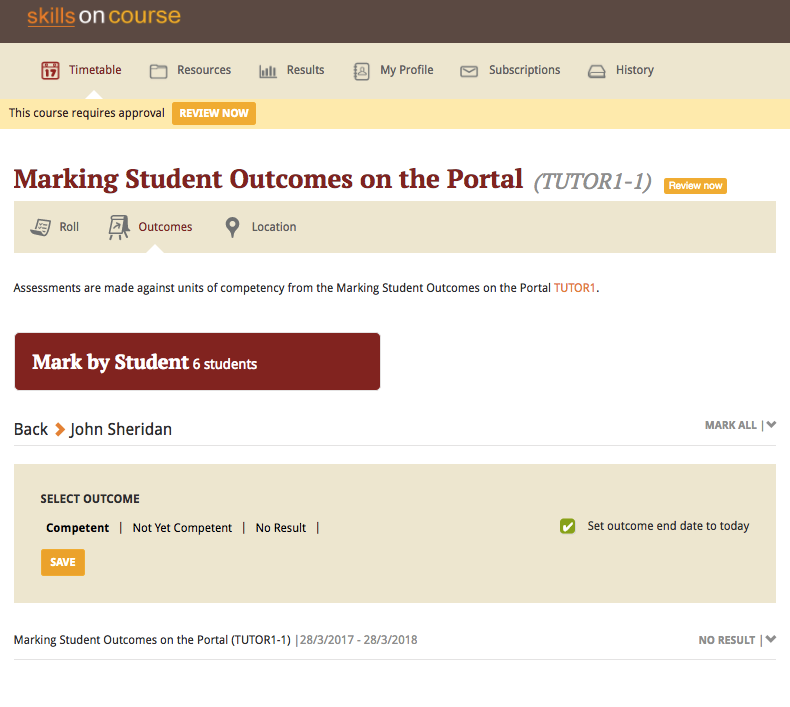 skills on course
17
Timetable Resources Results My Profile Subscriptions History
This course requires approval REVIEW NOW
Marking Student Outcomes on the Portal (TUTOR1-1) Review now
Roll Outcomes Location
Assessments are made against units of competency from the Marking Student Outcomes on the Portal TUTOR1.
Mark by Student 6 students
Back John Sheridan MARK ALL |
SELECT OUTCOME
Competent | Not Yet Competent | No Result |
Set outcome end date to today
SAVE
Marking Student Outcomes on the Portal (TUTOR1-1) |28/3/2017 - 28/3/2018 NO RESULT |